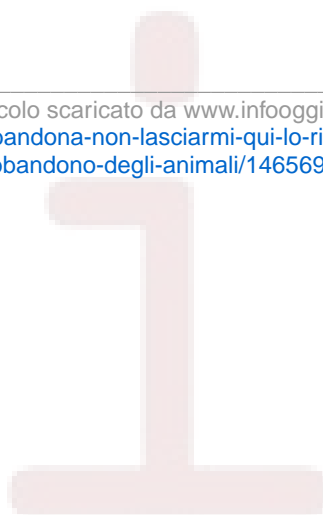 colo scaricato da www.infooggi
bandona-non-lasciarmi-qui-lo-ri
bbandono-degli-animali/146569